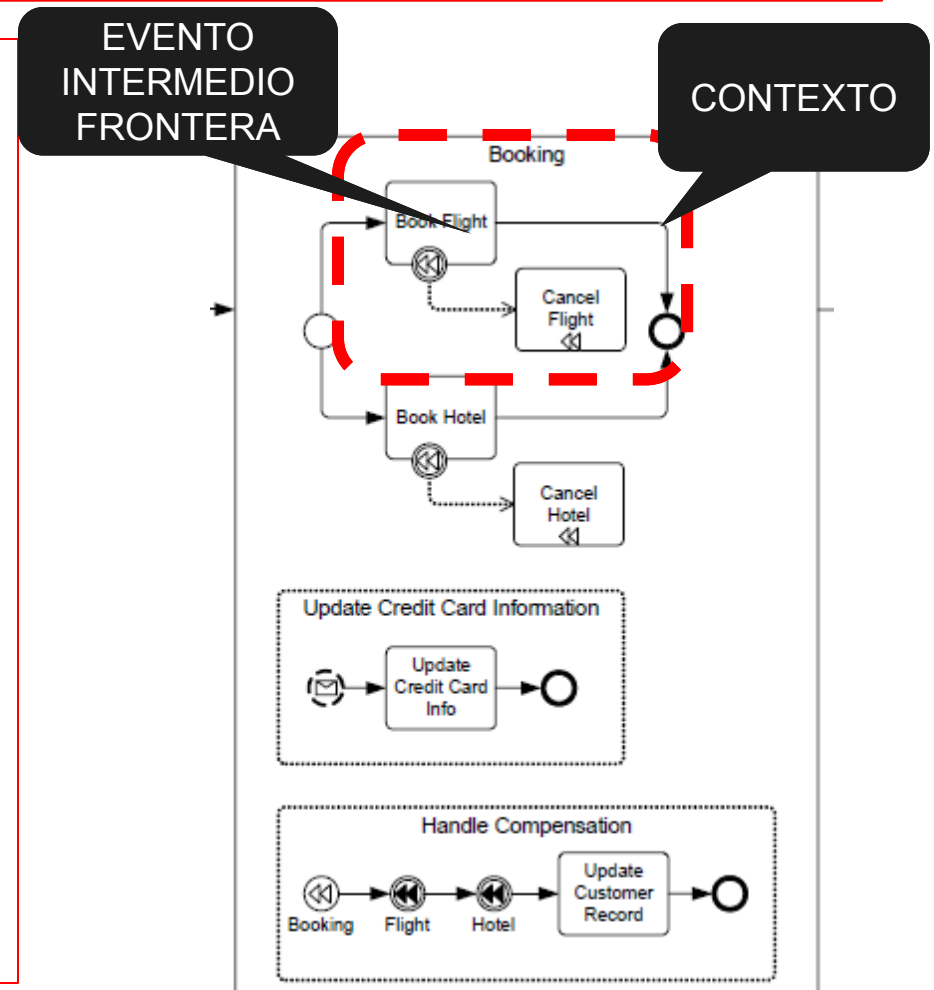 EVENTO
INTERMEDIO
FRONTERA
CONTEXTO
Booking
Book Flight
Cancel
Flight
Book Hotel
Cancel
Hotel
Update Credit Card Information
Update
Credit Card
Info
Handle Compensation
Booking
Flight
Hotel
Update
Customer
Record